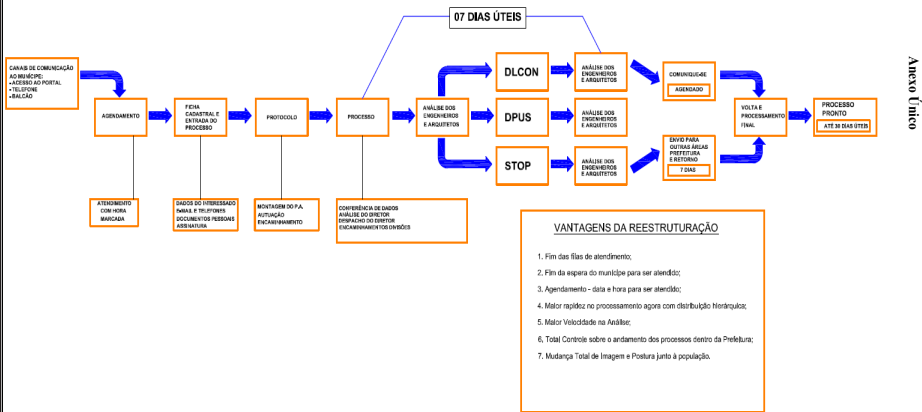 07 DIAS ÚTEIS
Anexo Único
CANAIS DE COMUNICAÇÃO
AO MUNÍCIPE:
•ACESSO AO PORTAL
•TELEFONE
•BALCÃO
AGENDAMENTO
FICHA
CADASTRAL E
ENTRADA DO
PROCESSO
PROTOCOLO
PROCESSO
ANÁLISE DOS
ENGENHEIROS
E ARQUITETOS
DLCON
ANÁLISE DOS
ENGENHEIROS
E ARQUITETOS
DPUS
ANÁLISE DOS
ENGENHEIROS
E ARQUITETOS
STOP
ANÁLISE DOS
ENGENHEIROS
E ARQUITETOS
COMUNIQUE-SE
AGENDADO
ENVIO PARA
OUTRAS ÁREAS
PREFEITURA
E RETORNO
7 DIAS
VOLTA E
PROCESSAMENTO
FINAL
PROCESSO
PRONTO
ATÉ 30 DIAS ÚTEIS
ATENDIMENTO
COM HORA
MARCADA
DADOS DO INTERESSADO
E-MAIL E TELEFONES
DOCUMENTOS PESSOAIS
ASSINATURA
MONTAGEM DO P.A.
AUTUAÇÃO
ENCAMINHAMENTO
CONFERÊNCIA DE DADOS
ANÁLISE DO DIRETOR
DESPACHO DO DIRETOR
ENCAMINHAMENTOS DIVISÕES
VANTAGENS DA REESTRUTURAÇÃO
1. Fim das filas de atendimento;
2. Fim da espera do munícipe para ser atendido;
3. Agendamento - data e hora para ser atendido;
4. Maior rapidez no processamento agora com distribuição hierárquica;
5. Maior Velocidade na Análise;
6. Total Controle sobre o andamento dos processos dentro da Prefeitura;
7. Mudança Total de Imagem e Postura junto à população.